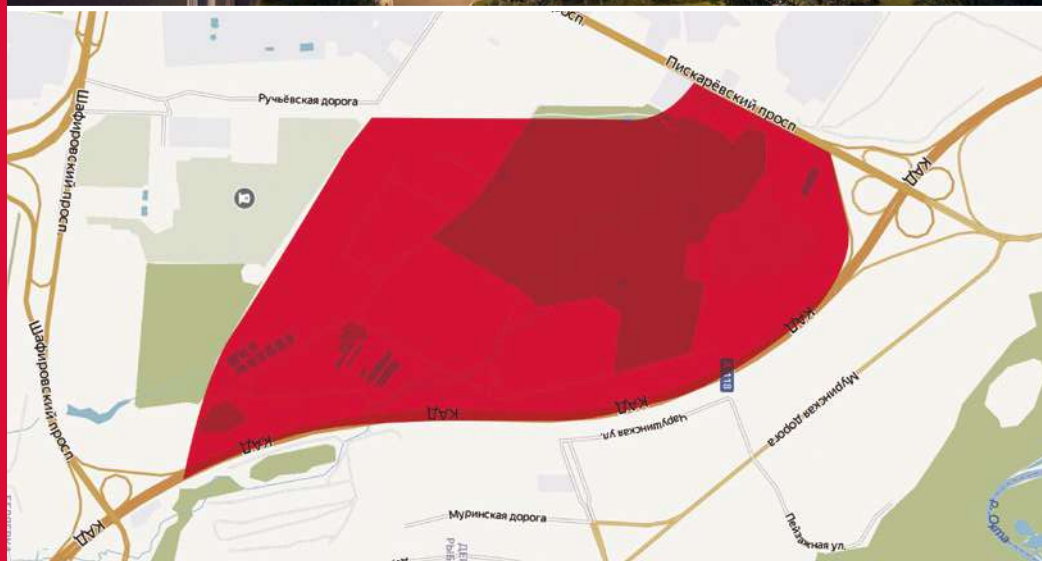 просп.
Пискарёвский просп.
Ручьёвская дорога
Шафировский просп.
КАД
КАД
118
КАД
КАД
КАД
Чарушинская ул.
Муринская дорога
Шафировский просп.
Муринская дорога
Пейзажная ул.
р. Охта
КАД